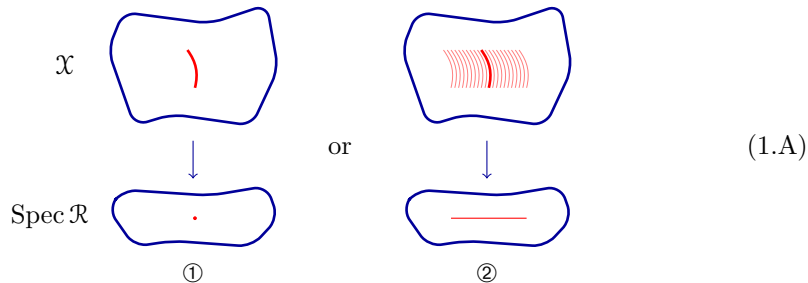 𝒳
or
(1.A)
Spec ℛ
① ②